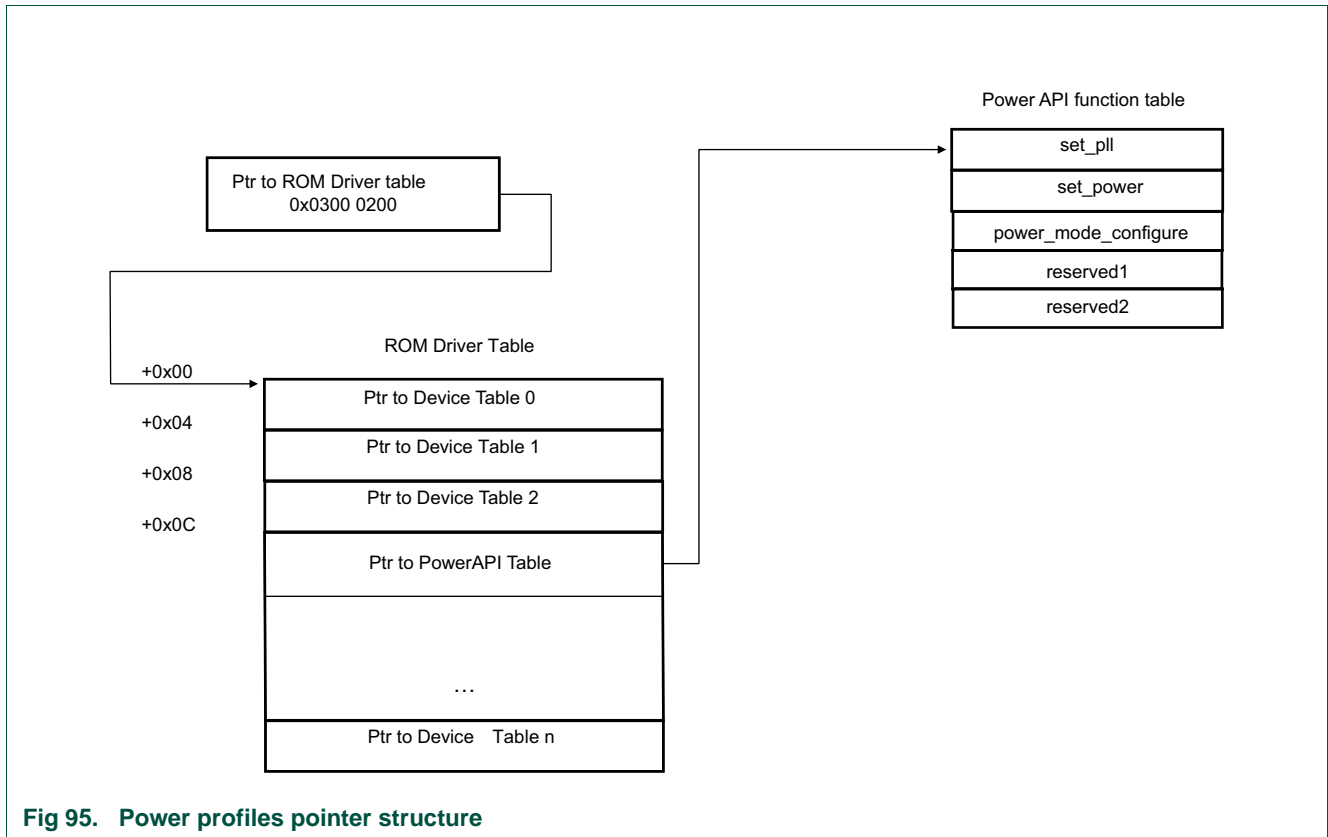 Power API function table
set_pll
set_power
power_mode_configure
reserved1
reserved2
Ptr to ROM Driver table
0x0300 0200
ROM Driver Table
+0x00
Ptr to Device Table 0
+0x04
Ptr to Device Table 1
+0x08
Ptr to Device Table 2
+0x0C
Ptr to PowerAPI Table
…
Ptr to Device Table n
Fig 95. Power profiles pointer structure